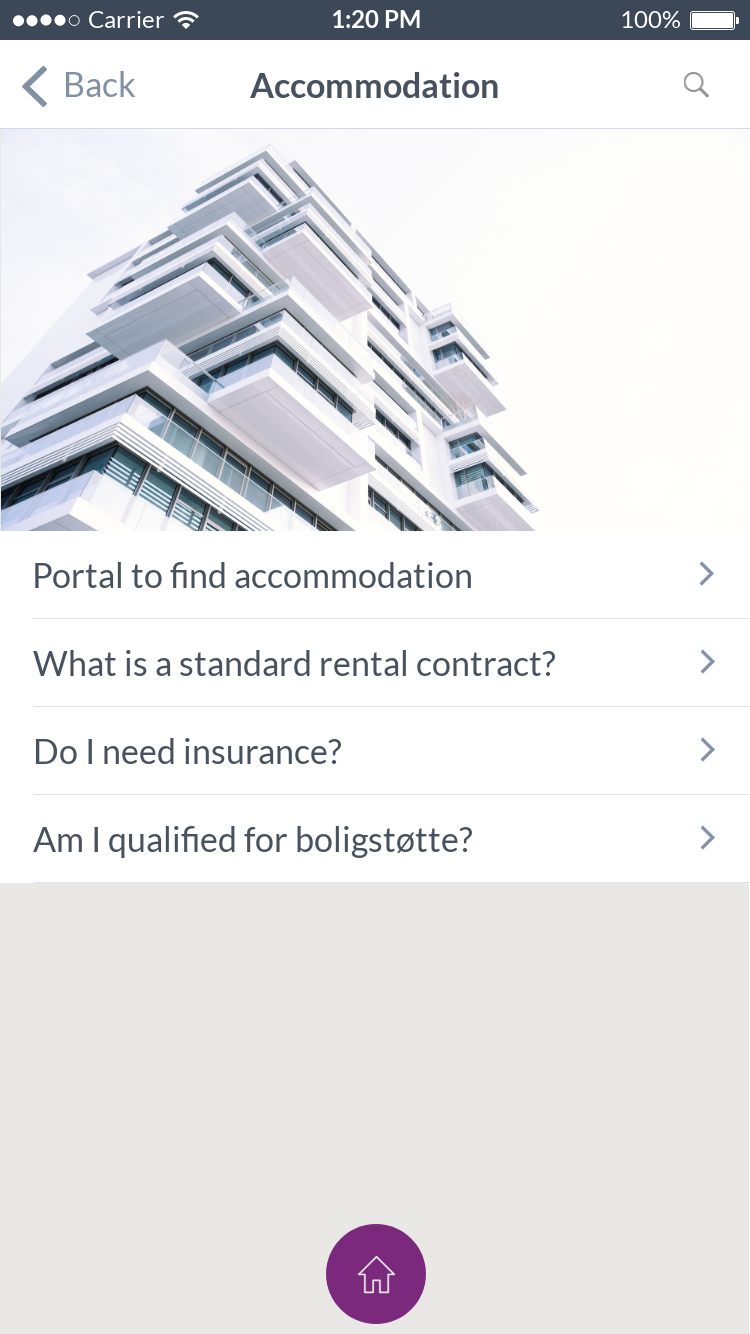 Carrier 1:20 PM 100%
Back Accommodation
Portal to find accommodation
What is a standard rental contract?
Do I need insurance?
Am I qualified for boligstøtte?